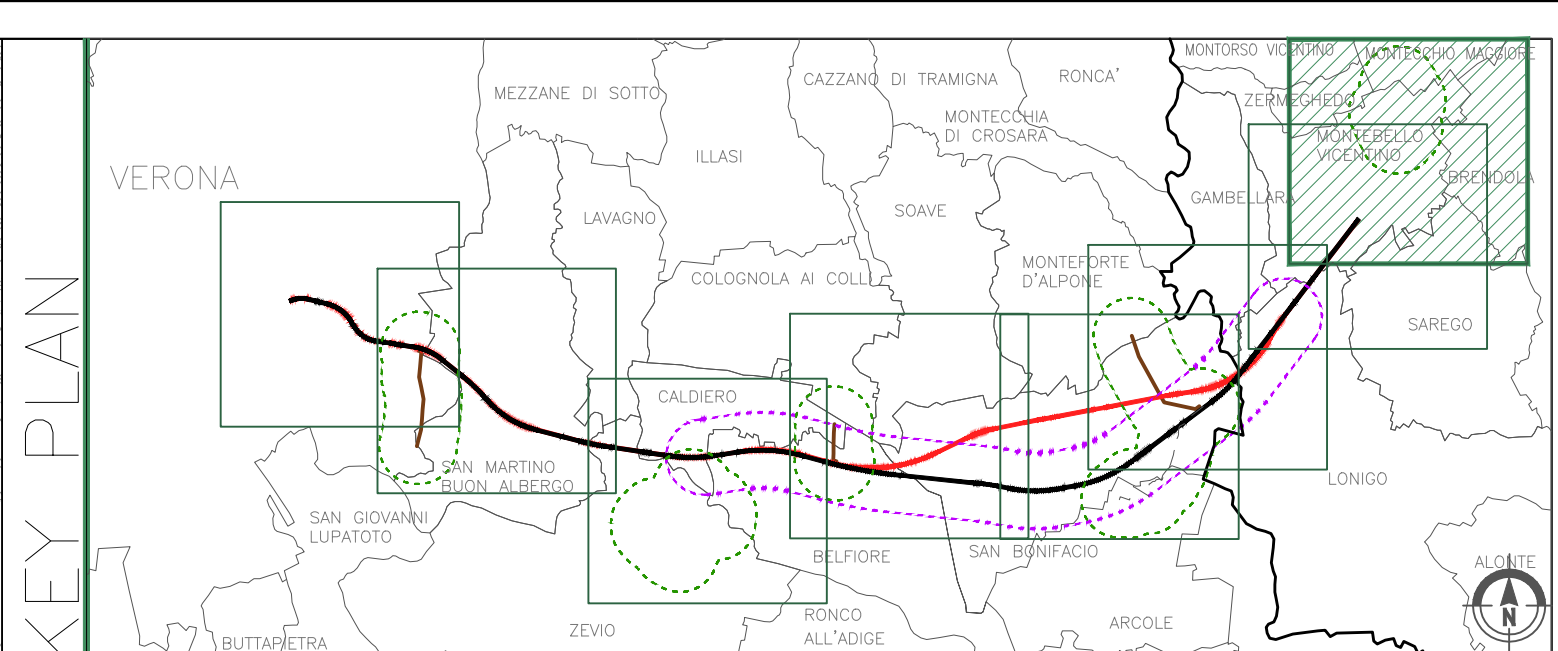 KEY PLAN
MONTORSO VICENTINO
MONTECCHIO MAGGIORE
CAZZANO DI TRAMIGNA
RONCA'
MEZZANE DI SOTTO
ZERMEGHEDO
MONTECCHIA
DI CROSARA
MONTEBELLO
VICENTINO
ILLASI
VERONA
BRENDOLA
GAMBELLARA
LAVAGNO
SOAVE
MONTEFORTE
D'ALPONE
COLOGNOLA AI COLLI
SAREGO
CALDIERO
SAN MARTINO
BUON ALBERGO
LONIGO
SAN GIOVANNI
LUPATOTO
BELFIORE
SAN BONIFACIO
ALONTE
N
RONCO
ALL'ADIGE
ARCOLE
ZEVIO
BUTTAPIETRA